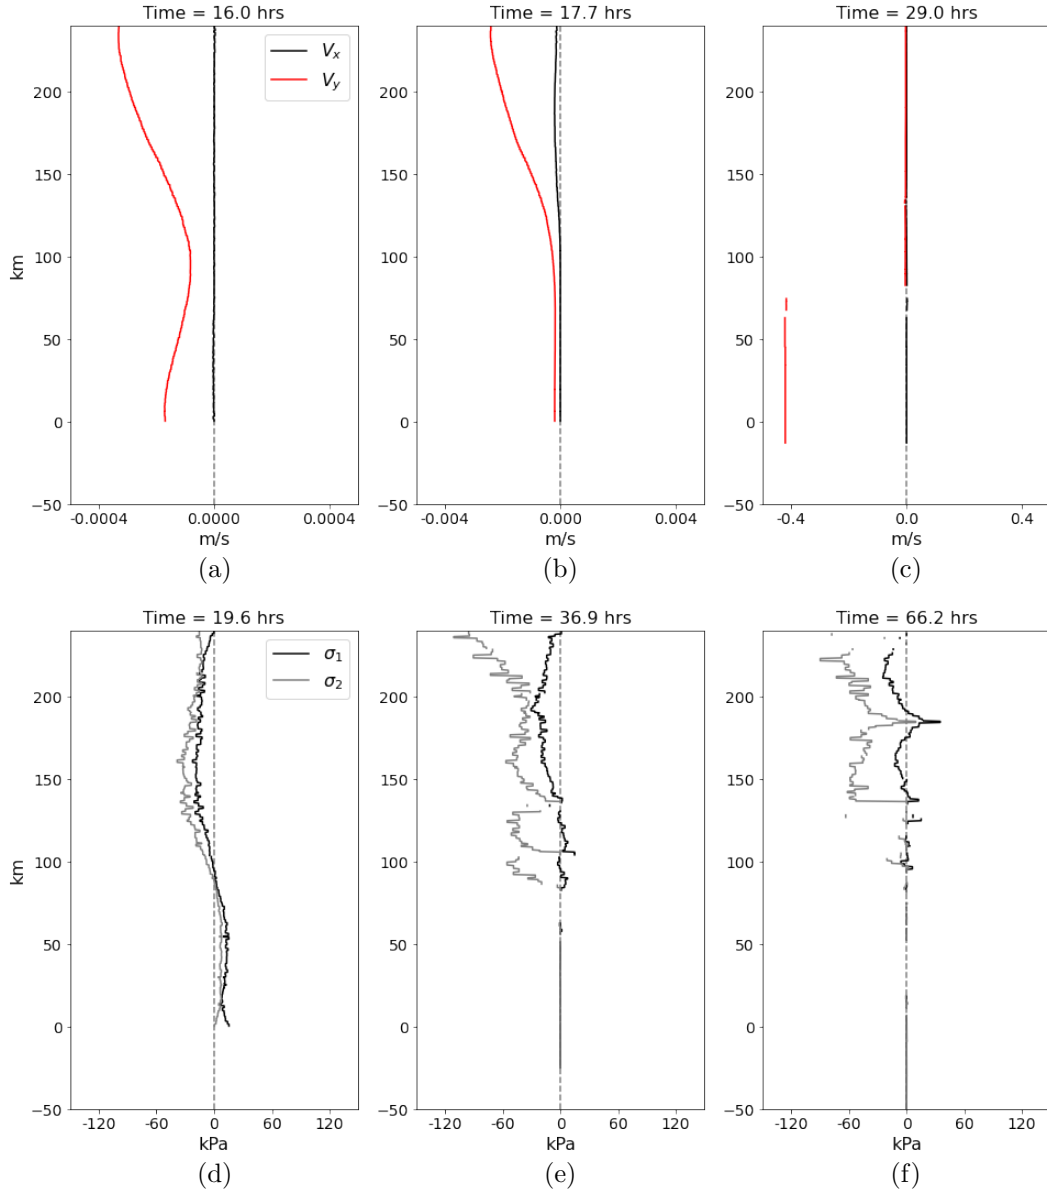 Time = 16.0 hrs
Time = 17.7 hrs
Time = 29.0 hrs
Vx
Vy
200
150
100
50
0
−50
km
-0.0004 0.0000 0.0004
m/s
(a)
200
150
100
50
0
−50
-0.004 0.000 0.004
m/s
(b)
200
150
100
50
0
−50
-0.4 0.0 0.4
m/s
(c)
Time = 19.6 hrs
Time = 36.9 hrs
Time = 66.2 hrs
σ1
σ2
200
150
100
50
0
−50
km
-120 -60 0 60 120
kPa
(d)
200
150
100
50
0
−50
-120 -60 0 60 120
kPa
(e)
200
150
100
50
0
−50
-120 -60 0 60 120
kPa
(f)